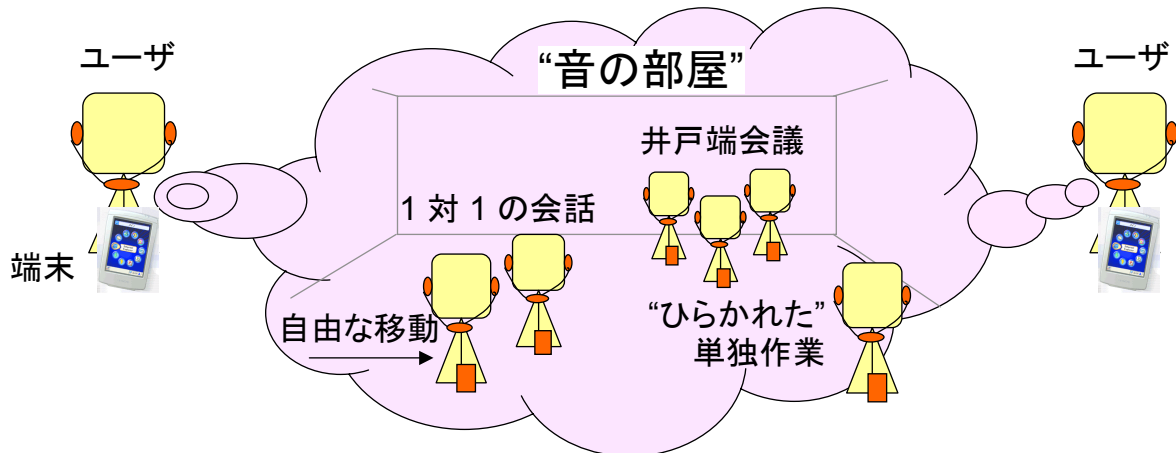 ユーザ
“音の部屋”
ユーザ
井戸端会議
1対1の会話
端末
自由な移動
“ひらかれた”
単独作業